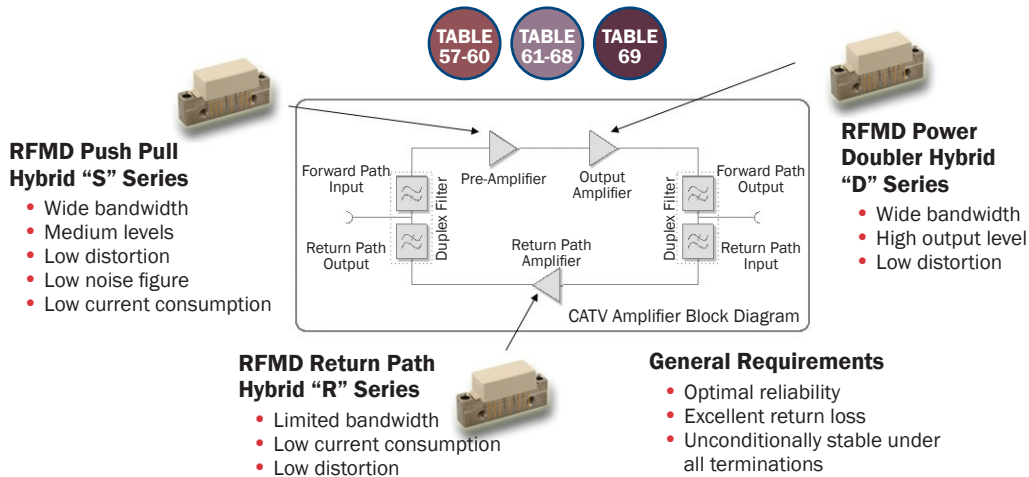 TABLE
57-60
TABLE
61-68
TABLE
69
RFMD Push Pull
Hybrid “S” Series
• Wide bandwidth
• Medium levels
• Low distortion
• Low noise figure
• Low current consumption
Forward Path
Input
Return Path
Output
Duplex Filter
Pre-Amplifier
Output
Amplifier
Return Path
Amplifier
Duplex Filter
Forward Path
Output
Return Path
Input
CATV Amplifier Block Diagram
RFMD Power
Doubler Hybrid
“D” Series
• Wide bandwidth
• High output level
• Low distortion
RFMD Return Path
Hybrid “R” Series
• Limited bandwidth
• Low current consumption
• Low distortion
General Requirements
• Optimal reliability
• Excellent return loss
• Unconditionally stable under
all terminations